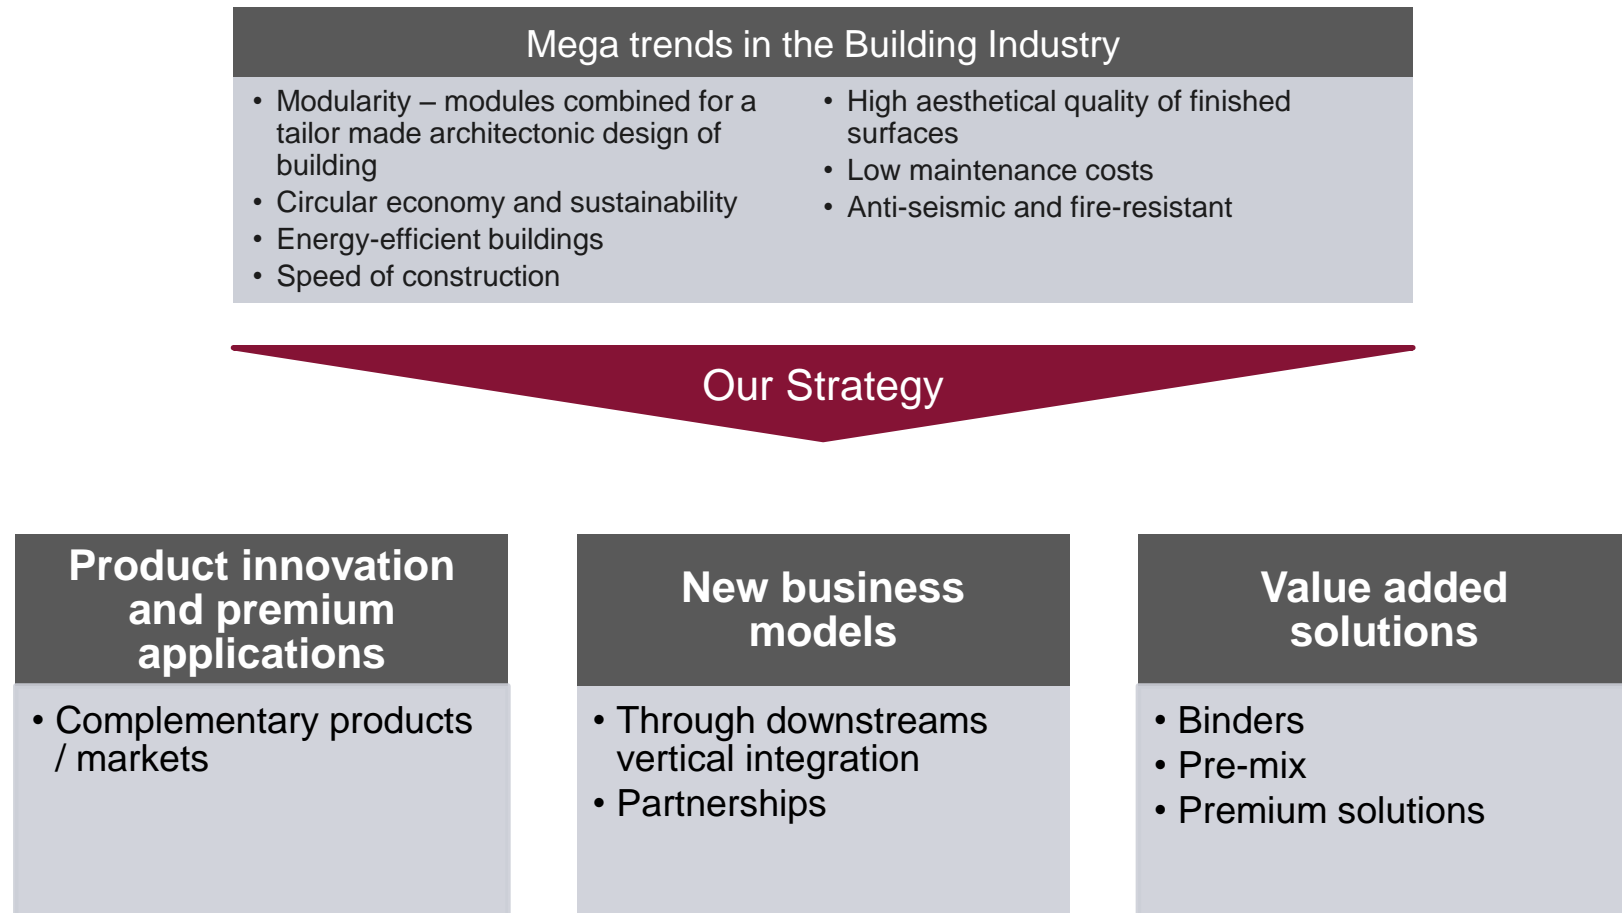 Mega trends in the Building Industry
• Modularity – modules combined for a
tailor made architectonic design of
building
• Circular economy and sustainability
• Energy-efficient buildings
• Speed of construction
• High aesthetical quality of finished
surfaces
• Low maintenance costs
• Anti-seismic and fire-resistant
Our Strategy
Product innovation
and premium
applications
• Complementary products
/ markets
New business
models
• Through downstreams
vertical integration
• Partnerships
Value added
solutions
• Binders
• Pre-mix
• Premium solutions